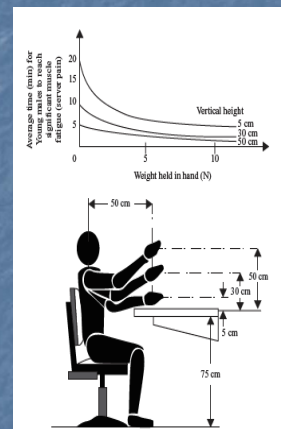 Average time (min) for
Young males to reach
significant muscle
fatigue (server pain)
20
15
10
5
0
5
10
Vertical height
5 cm
30 cm
50 cm
Weight held in hand (N)
50 cm
50 cm
30 cm
5 cm
75 cm